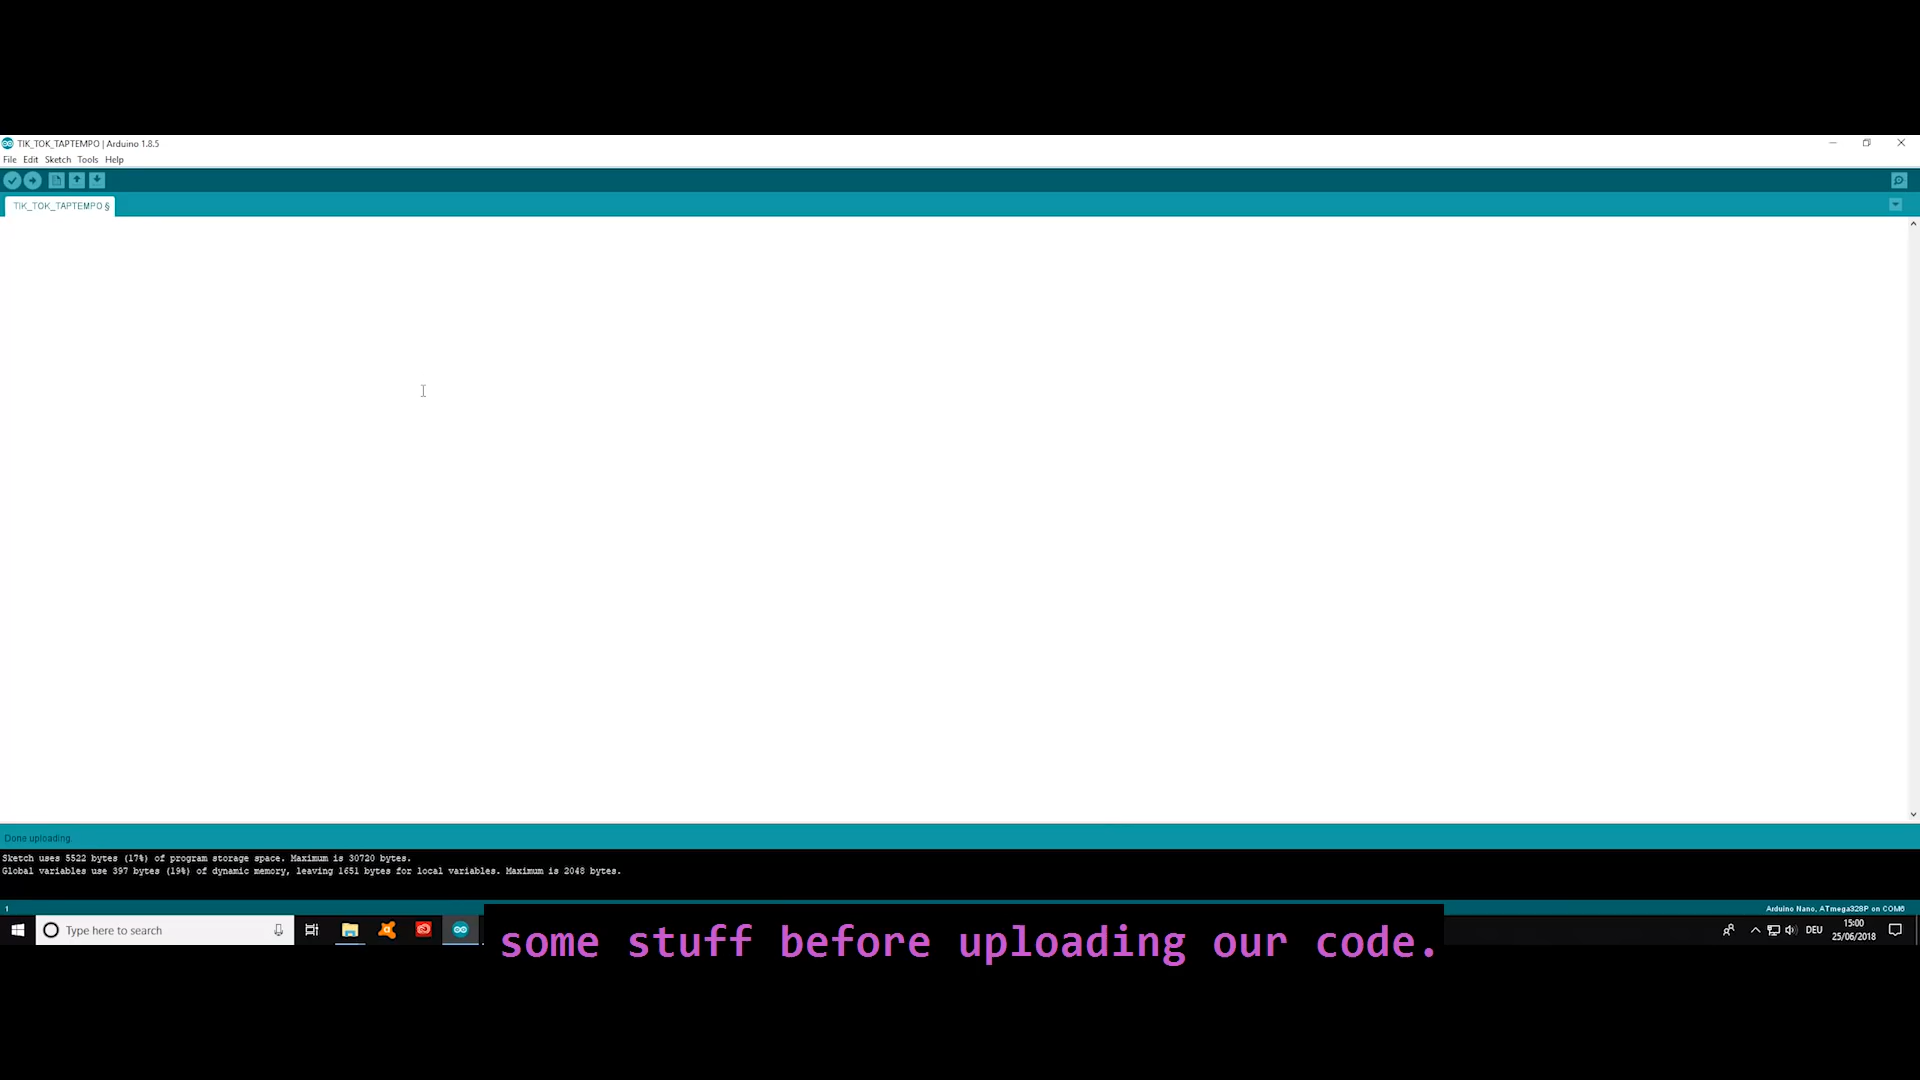 TIK_TOK_TAPTEMPO | Arduino 1.8.5
File Edit Sketch Tools Help
TIK_TOK_TAPTEMPO §
Done uploading.
Sketch uses 5522 bytes (17%) of program storage space. Maximum is 30720 bytes.
Global variables use 397 bytes (19%) of dynamic memory, leaving 1651 bytes for local variables. Maximum is 2048 bytes.
1
Arduino Nano, ATmega328P on COM6
Type here to search
some stuff before uploading our code.
DEU
15:00
25/06/2018